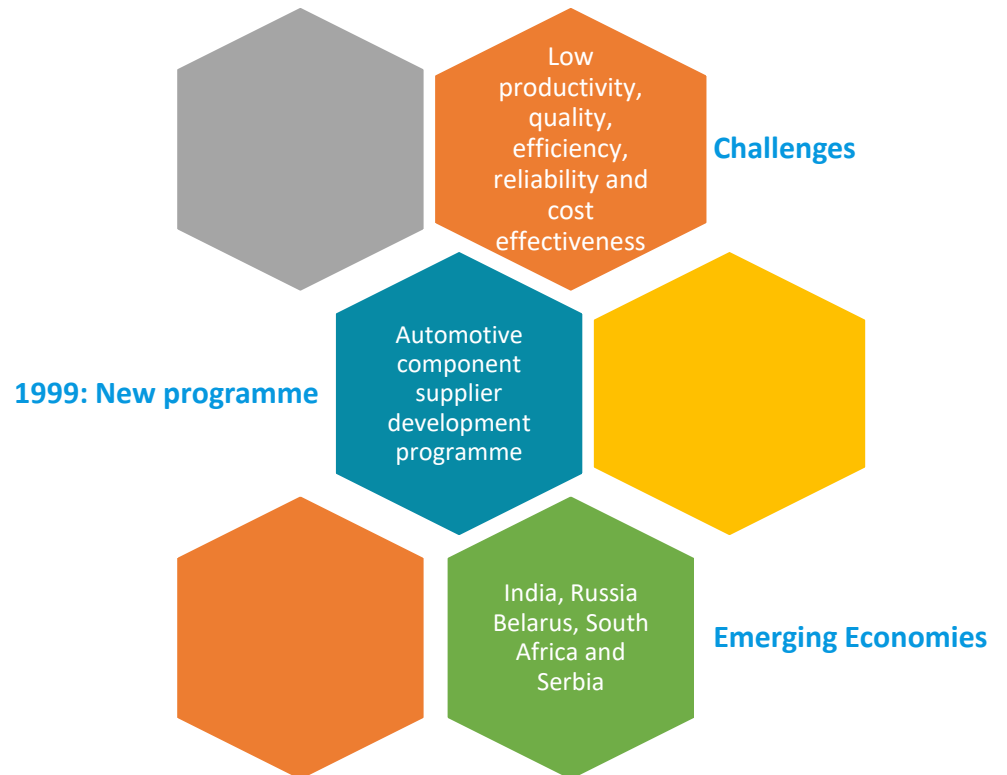 Low
productivity,
quality,
efficiency,
reliability and
cost
effectiveness
Challenges
1999: New programme
Automotive
component
supplier
development
programme
India, Russia
Belarus, South
Africa and
Serbia
Emerging Economies